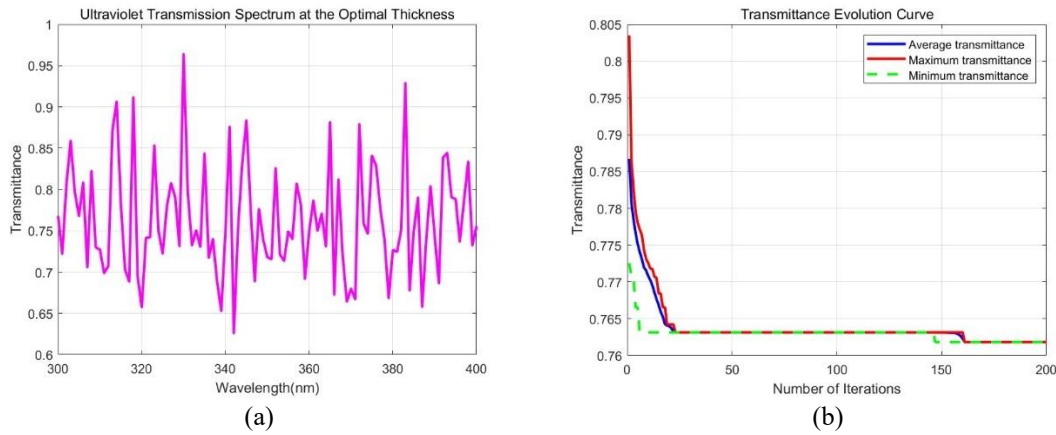 Ultraviolet Transmission Spectrum at the Optimal Thickness
1
0.95
0.9
0.85
0.8
0.75
0.7
0.65
0.6
Transmittance
300
320
340
360
380
400
Wavelength(nm)
(a)
Transmittance Evolution Curve
0.805
0.8
0.795
0.79
0.785
0.78
0.775
0.77
0.765
0.76
Transmittance
Average transmittance
Maximum transmittance
Minimum transmittance
0
50
100
150
200
Number of Iterations
(b)